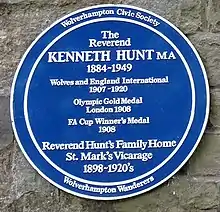 Wolverhampton Civic Society
The
Reverend
KENNETH HUNT MA
1884-1949
Wolves and England International
1907-1920
Olympic Gold Medal
London 1908
FA Cup Winner's Medal
1908
Reverend Hunt's Family Home
St. Mark's Vicarage
1898-1920's
Wolverhampton Wanderers